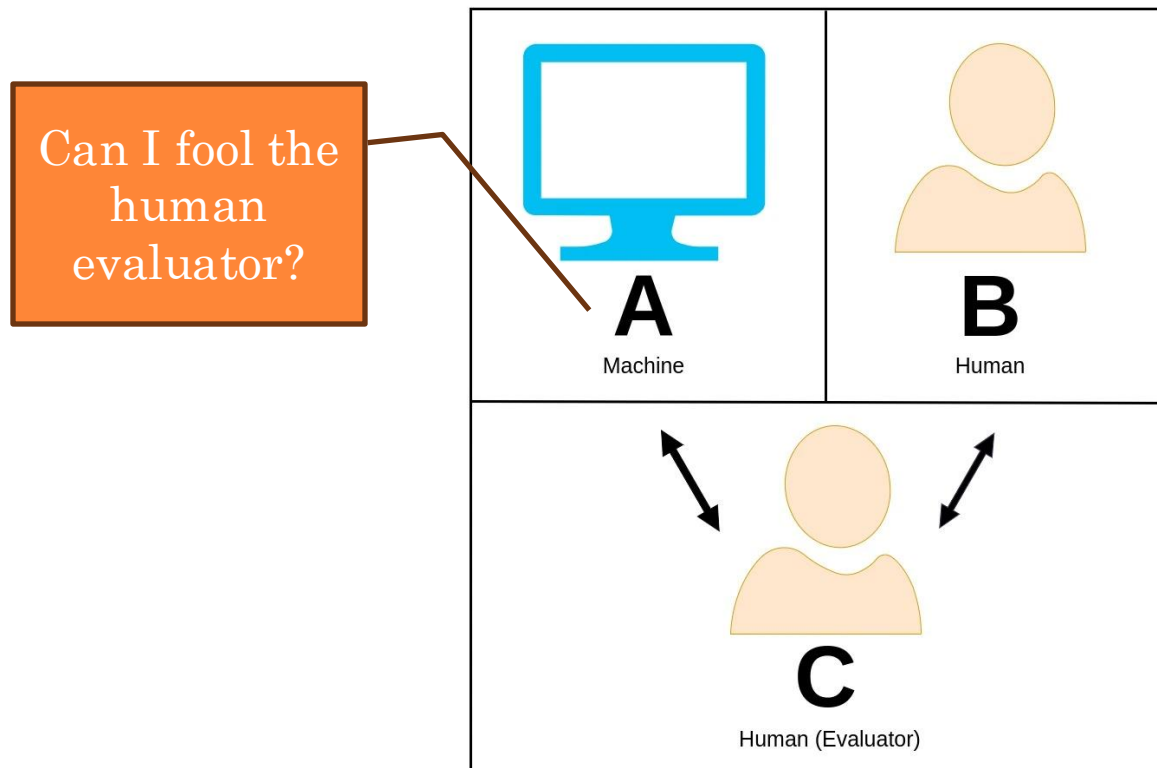 Can I fool the
human
evaluator?
A
Machine
B
Human
C
Human (Evaluator)